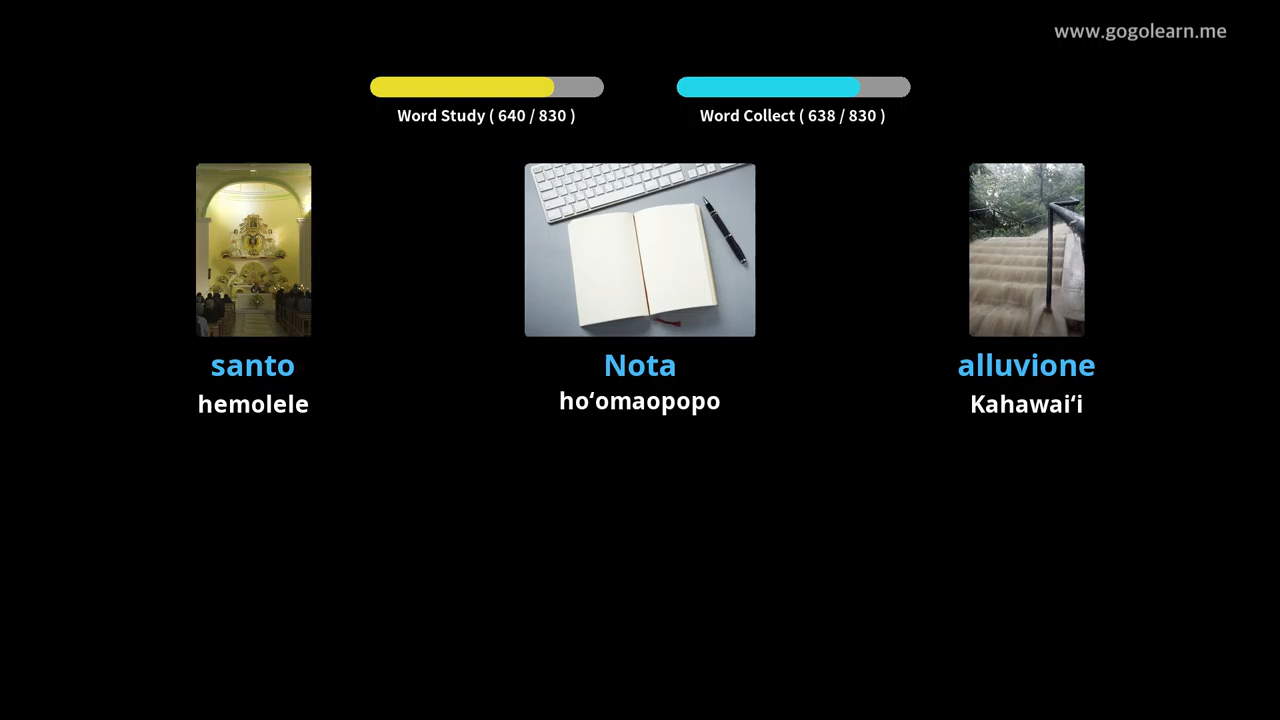 www.gogolearn.me
Word Study ( 640 / 830 )
Word Collect ( 638 / 830 )
santo
hemolele
Nota
hoʻomaopopo
alluvione
Kahawaiʻi